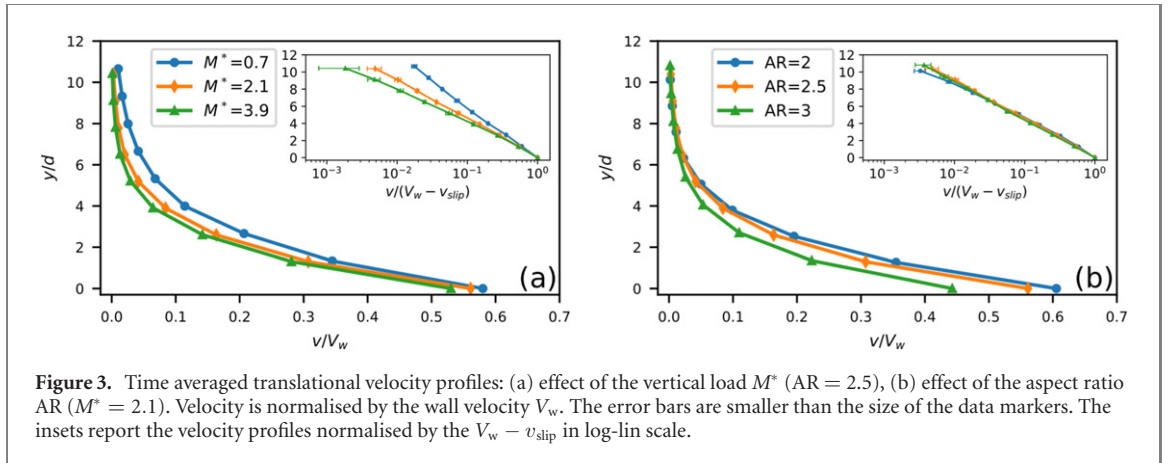 12
10
8
6
4
2
0
y/d
M*=0.7
M*=2.1
M*=3.9
12
10
8
6
4
2
0
10⁻³ 10⁻² 10⁻¹ 10⁰
v/(V_w − v_slip)
(a)
0.0 0.1 0.2 0.3 0.4 0.5 0.6 0.7
v/V_w
12
10
8
6
4
2
0
y/d
AR=2
AR=2.5
AR=3
12
10
8
6
4
2
0
10⁻³ 10⁻² 10⁻¹ 10⁰
v/(V_w − v_slip)
(b)
0.0 0.1 0.2 0.3 0.4 0.5 0.6 0.7
v/V_w
Figure 3. Time averaged translational velocity profiles: (a) effect of the vertical load M* (AR = 2.5), (b) effect of the aspect ratio
AR (M* = 2.1). Velocity is normalised by the wall velocity V_w. The error bars are smaller than the size of the data markers. The
insets report the velocity profiles normalised by the V_w − v_slip in log-lin scale.